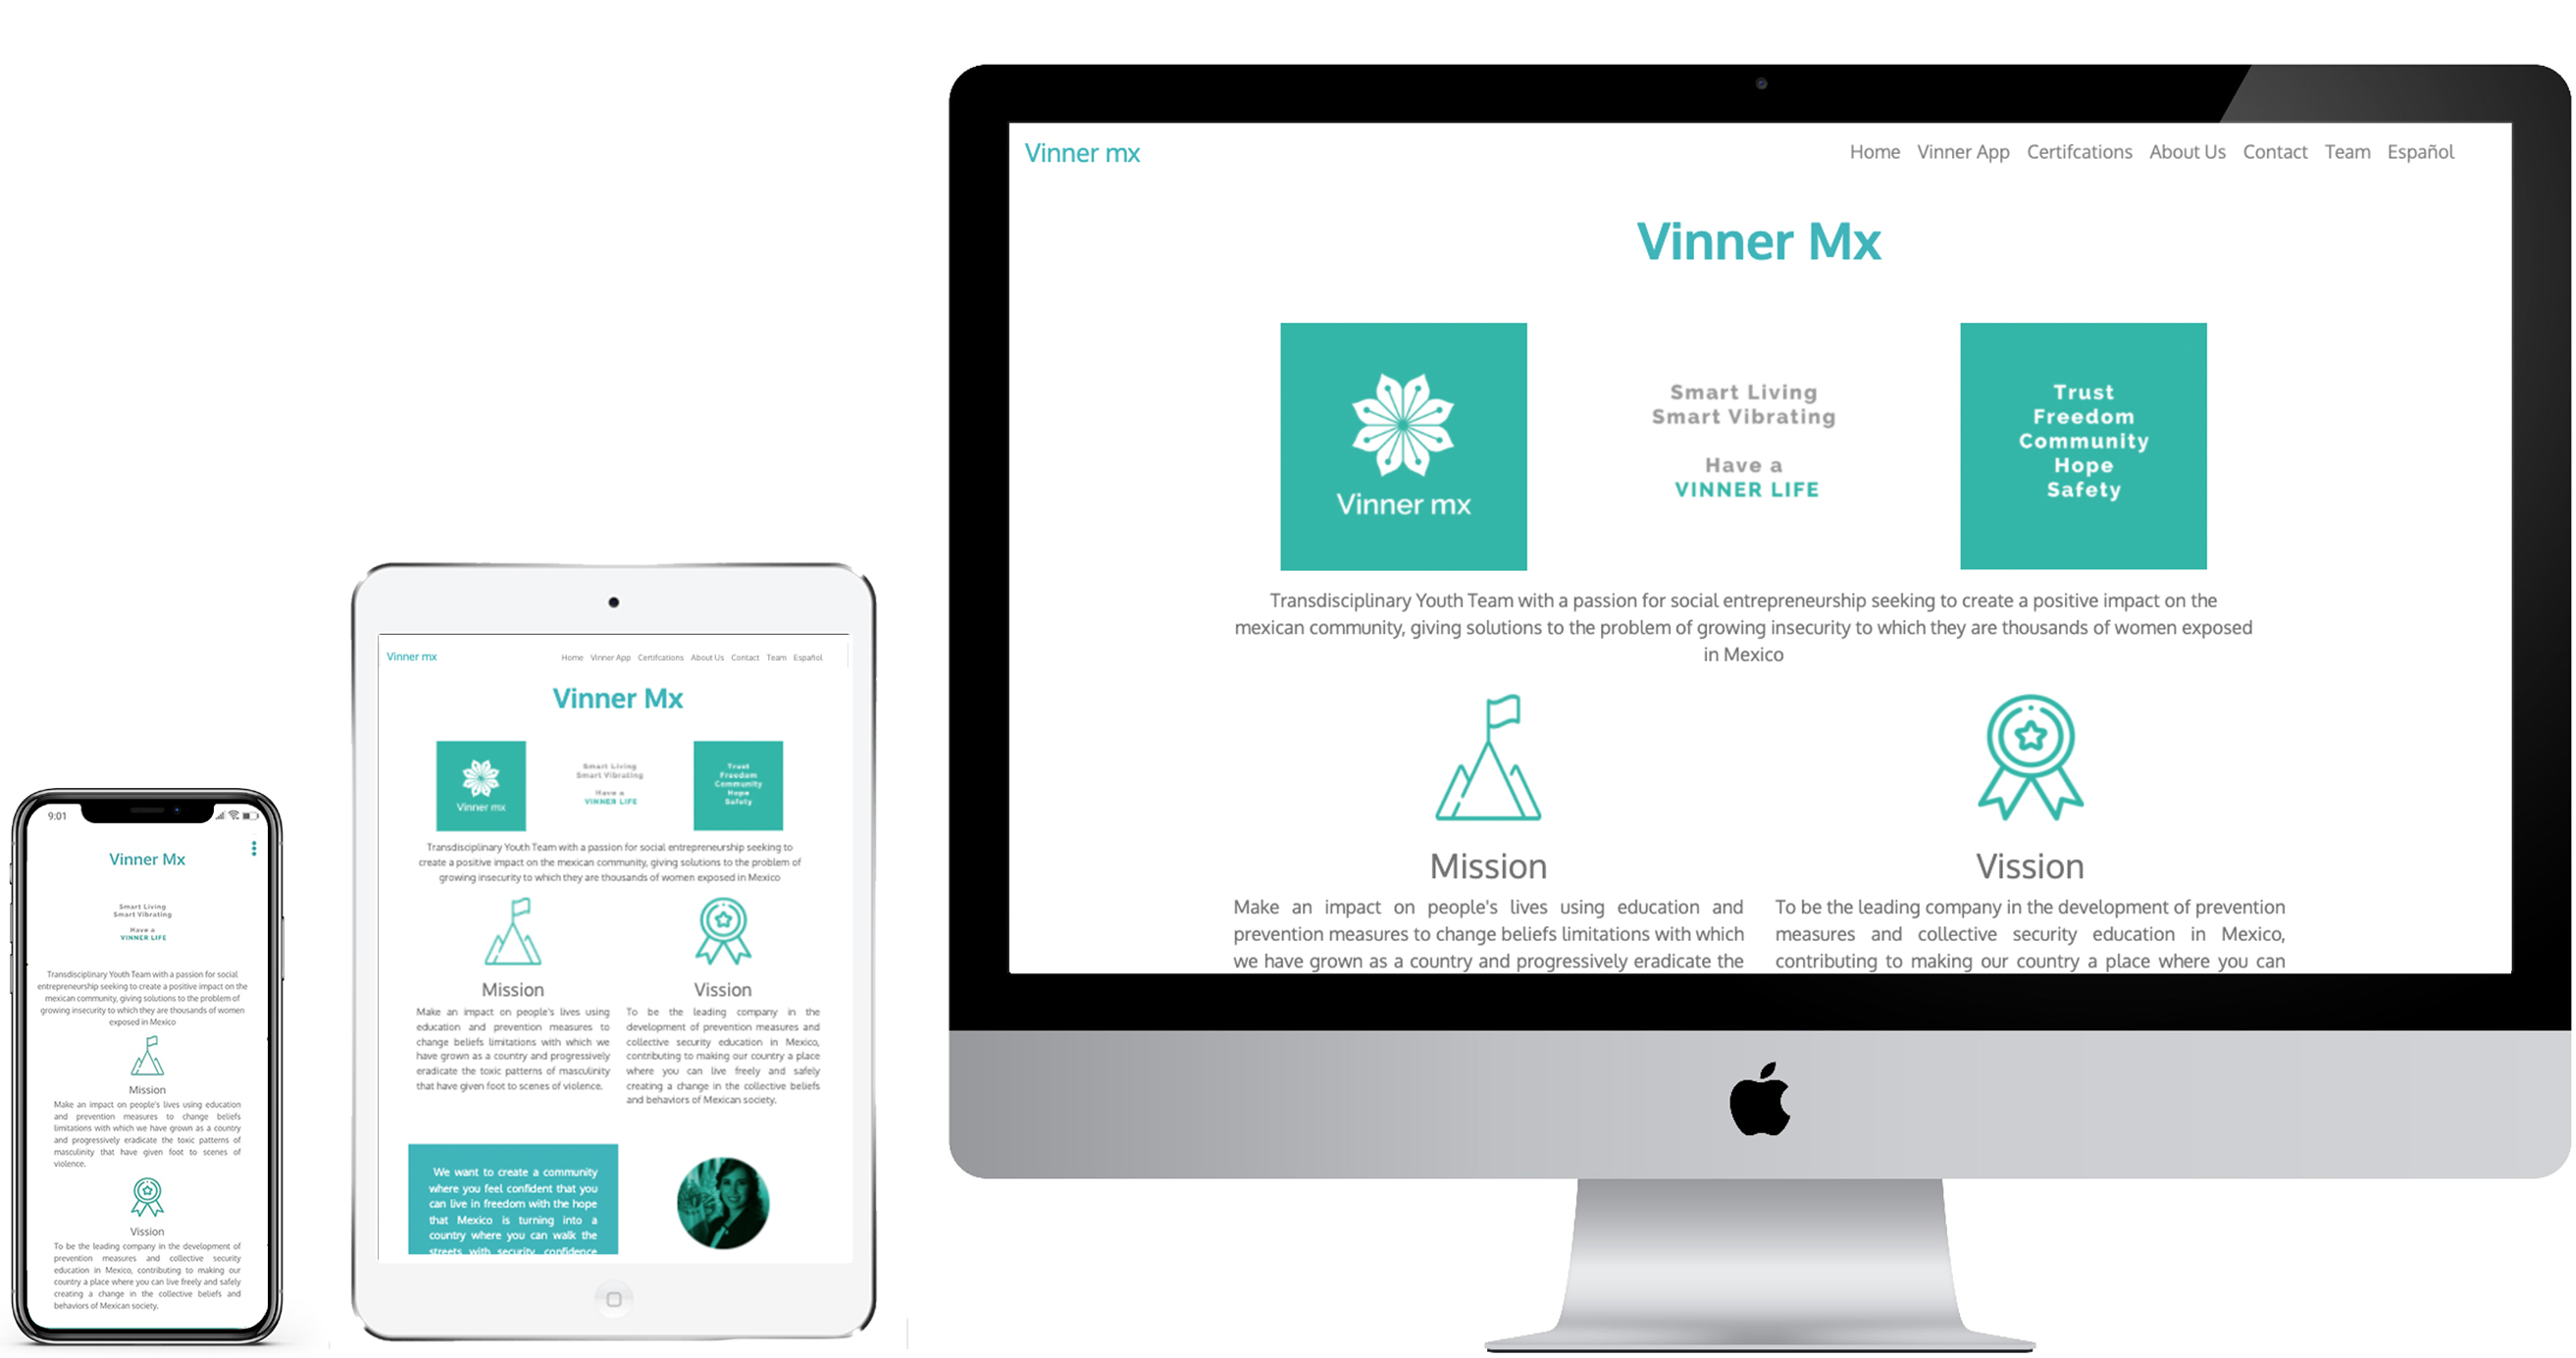 9:01
Vinner Mx
Smart Living
Smart Vibrating
Have a
VINNER LIFE
Transdisciplinary Youth Team with a passion for social
entrepreneurship seeking to create a positive impact on the
mexican community, giving solutions to the problem of
growing insecurity to which they are thousands of women
exposed in Mexico
Mission
Make an impact on people's lives using education
and prevention measures to change beliefs
limitations with which we have grown as a country
and progressively eradicate the toxic patterns of
masculinity that have given foot to scenes of
violence.
Vission
To be the leading company in the development of
prevention measures and collective security
education in Mexico, contributing to making our
country a place where you can live freely and safely
creating a change in the collective beliefs and
behaviors of Mexican society.
Vinner mx
Home Vinner App Certifcations About Us Contact Team Español
Vinner Mx
Vinner mx
Smart Living
Smart Vibrating
Have a
VINNER LIFE
Trust
Freedom
Community
Hope
Safety
Transdisciplinary Youth Team with a passion for social entrepreneurship seeking to
create a positive impact on the mexican community, giving solutions to the problem of
growing insecurity to which they are thousands of women exposed in Mexico
Mission
Make an impact on people's lives using
education and prevention measures to
change beliefs limitations with which we
have grown as a country and progressively
eradicate the toxic patterns of masculinity
that have given foot to scenes of violence.
Vission
To be the leading company in the
development of prevention measures and
collective security education in Mexico,
contributing to making our country a place
where you can live freely and safely
creating a change in the collective beliefs
and behaviors of Mexican society.
We want to create a community
where you feel confident that you
can live in freedom with the hope
that Mexico is turning into a
country where you can walk the
streets with security, confidence
Vinner mx
Home Vinner App Certifcations About Us Contact Team Español
Vinner Mx
Vinner mx
Smart Living
Smart Vibrating
Have a
VINNER LIFE
Trust
Freedom
Community
Hope
Safety
Transdisciplinary Youth Team with a passion for social entrepreneurship seeking to create a positive impact on the
mexican community, giving solutions to the problem of growing insecurity to which they are thousands of women exposed
in Mexico
Mission
Make an impact on people's lives using education and
prevention measures to change beliefs limitations with which
we have grown as a country and progressively eradicate the
Vission
To be the leading company in the development of prevention
measures and collective security education in Mexico,
contributing to making our country a place where you can